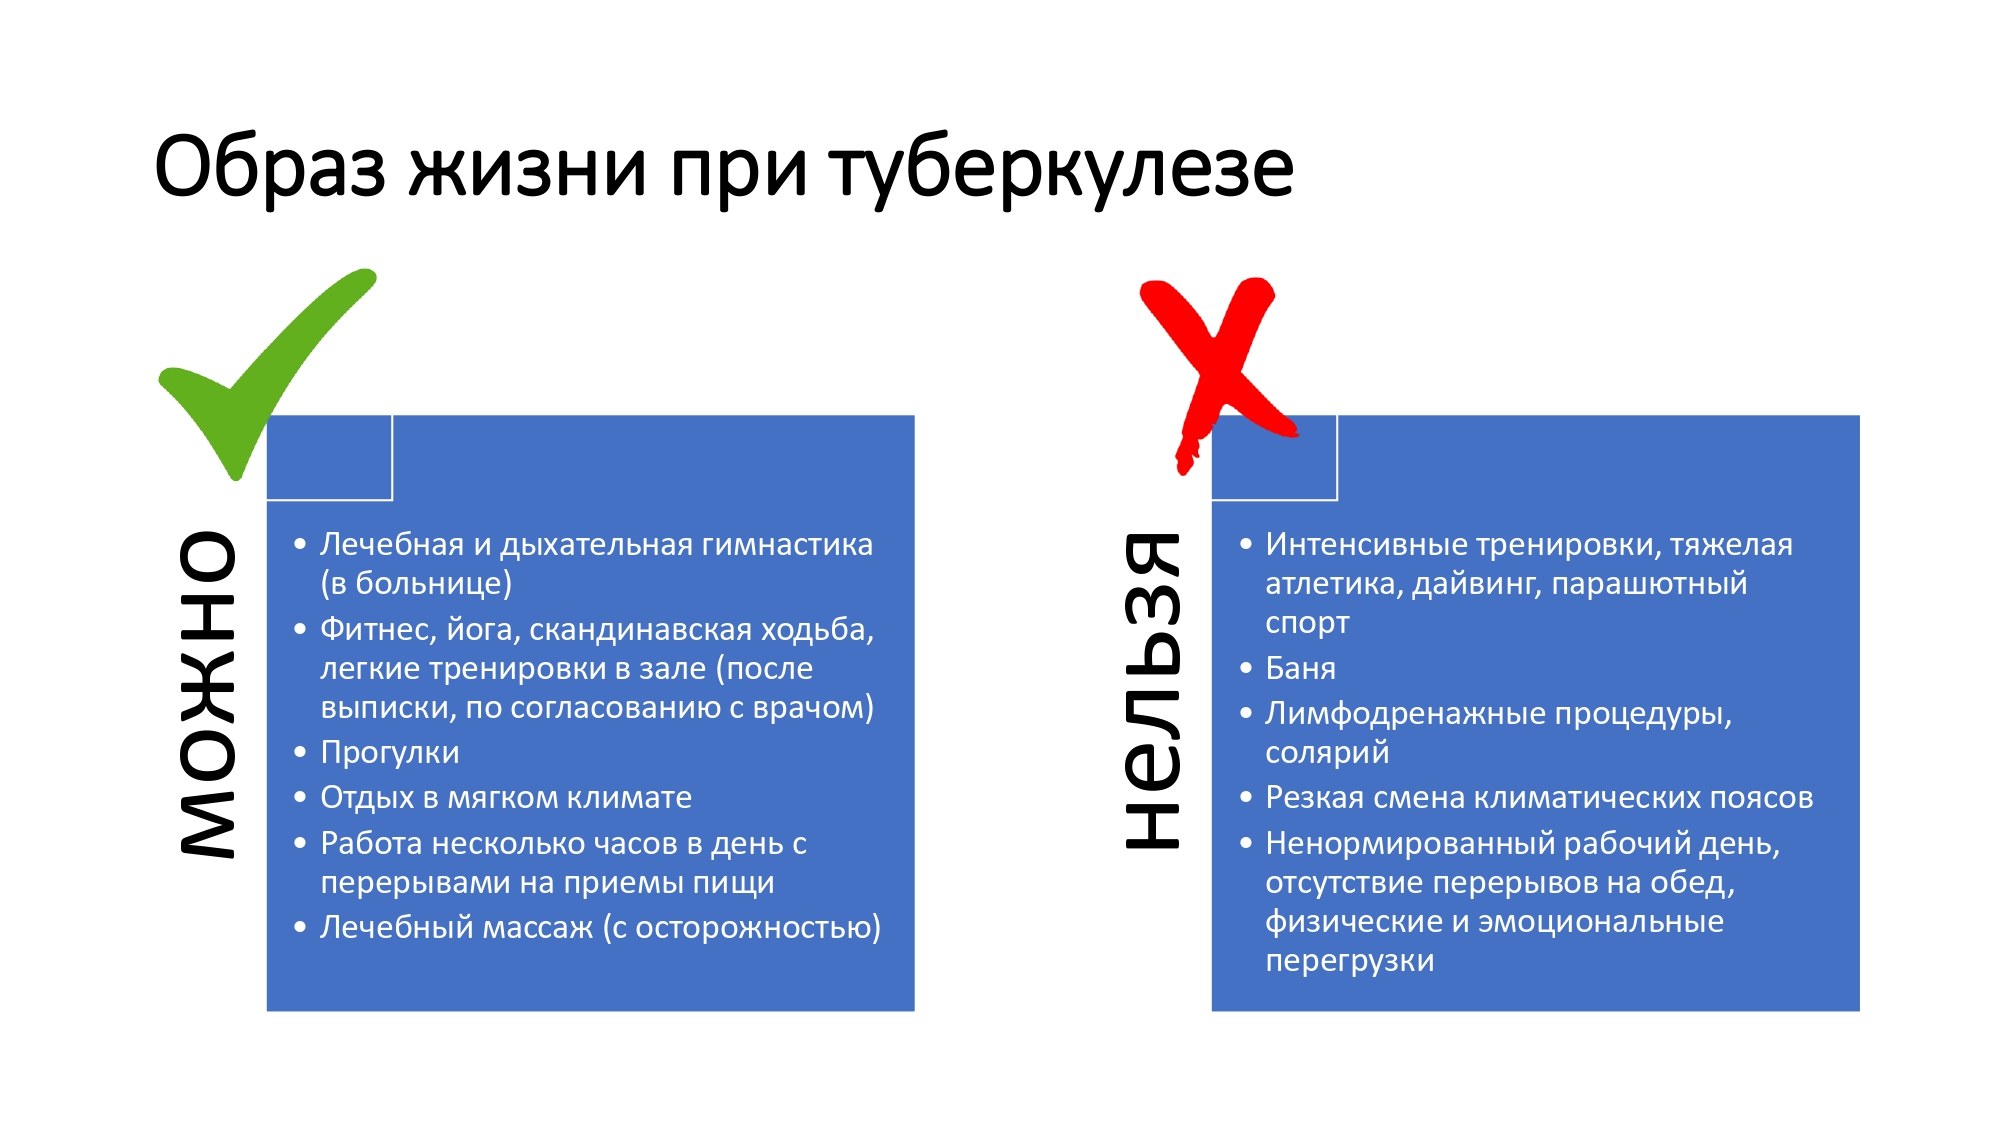 Образ жизни при туберкулезе
можно
• Лечебная и дыхательная гимнастика
(в больнице)
• Фитнес, йога, скандинавская ходьба,
легкие тренировки в зале (после
выписки, по согласованию с врачом)
• Прогулки
• Отдых в мягком климате
• Работа несколько часов в день с
перерывами на приемы пищи
• Лечебный массаж (с осторожностью)
нельзя
• Интенсивные тренировки, тяжелая
атлетика, дайвинг, парашютный
спорт
• Баня
• Лимфодренажные процедуры,
солярий
• Резкая смена климатических поясов
• Ненормированный рабочий день,
отсутствие перерывов на обед,
физические и эмоциональные
перегрузки